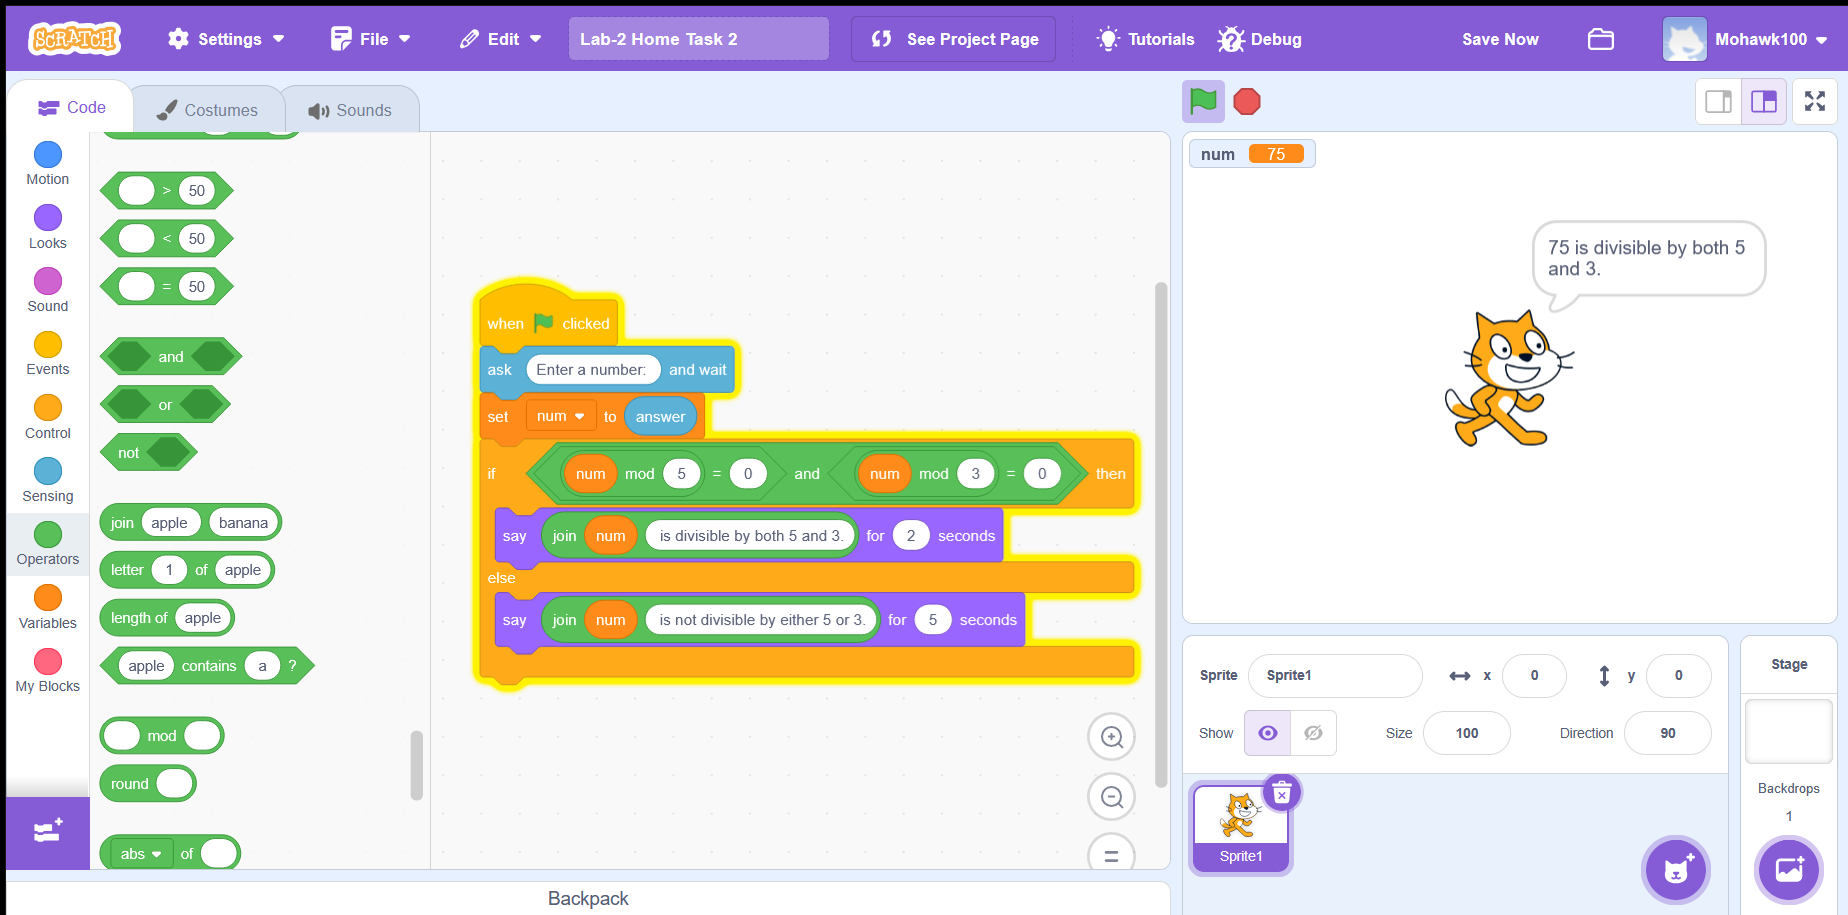 SCRATCH Settings File Edit Lab-2 Home Task 2 See Project Page Tutorials Debug Save Now Mohawk100
Code Costumes Sounds
Motion
Looks
Sound
Events
Control
Sensing
Operators
Variables
My Blocks
> 50
< 50
= 50
and
or
not
join apple banana
letter 1 of apple
length of apple
apple contains a ?
mod
round
abs of
when clicked
ask Enter a number: and wait
set num to answer
if num mod 5 = 0 and num mod 3 = 0 then
say join num is divisible by both 5 and 3. for 2 seconds
else
say join num is not divisible by either 5 or 3. for 5 seconds
=
Backpack
num 75
75 is divisible by both 5
and 3.
Sprite Sprite1 x 0 y 0
Show Size 100 Direction 90
Sprite1
Stage
Backdrops
1